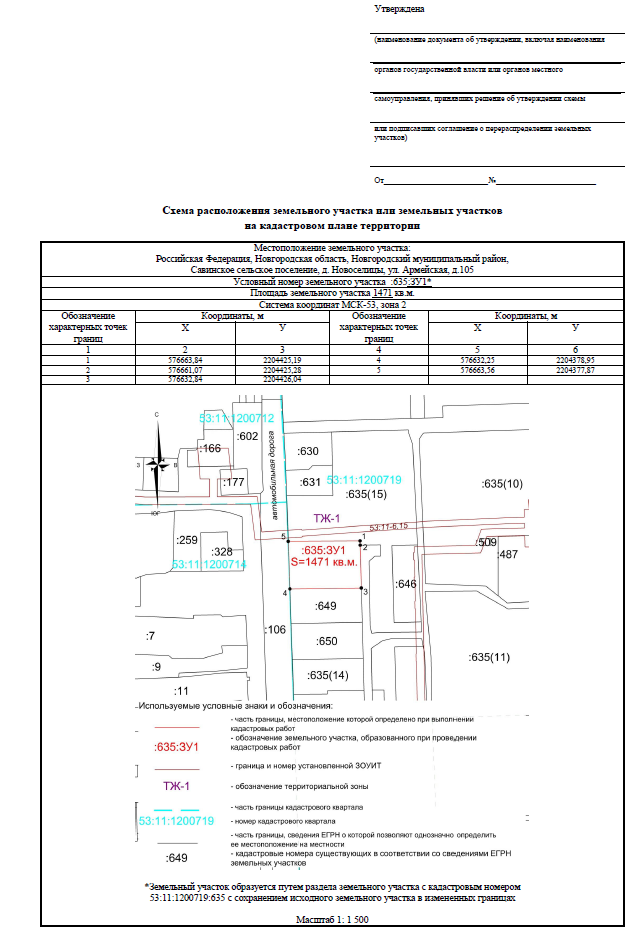 Утверждена
(наименование документа об утверждении, включая наименования
органов государственной власти или органов местного
самоуправления, принявших решение об утверждении схемы
или подписавших соглашение о перераспределении земельных
участков)
От № 
Схема расположения земельного участка или земельных участков
на кадастровом плане территории
Местоположение земельного участка:
Российская Федерация, Новгородская область, Новгородский муниципальный район,
Савинское сельское поселение, д. Новоселицы, ул. Армейская, д.105
Условный номер земельного участка :635:ЗУ1*
Площадь земельного участка 1471 кв.м.
Система координат МСК-53, зона 2
Обозначение характерных точек границ Координаты, м Обозначение характерных точек границ Координаты, м
X У X У
1 2 3 4 5 6
1 576663,84 2204425,19 4 576632,25 2204378,95
2 576661,07 2204425,28 5 576663,56 2204377,87
3 576632,84 2204426,04
С
З
В
ЮГ
53:11:1200712
:602
:166
:177
автомобильная дорога
:630
:631
53:11:1200719
:635(15)
:635(10)
ТЖ-1
53:11-6.15
:259
:328
53:11:1200714
5
1
2
:635:ЗУ1
S=1471 кв.м.
4
3
:509
:487
:646
:649
:106
:650
:7
:9
:11
:635(14)
:635(11)
Используемые условные знаки и обозначения:
- часть границы, местоположение которой определено при выполнении
кадастровых работ
:635:ЗУ1 - обозначение земельного участка, образованного при проведении
кадастровых работ
- граница и номер установленной ЗОУИТ
ТЖ-1 - обозначение территориальной зоны
- часть границы кадастрового квартала
53:11:1200719 - номер кадастрового квартала
- часть границы, сведения ЕГРН о которой позволяют однозначно определить
ее местоположение на местности
:649 - кадастровые номера существующих в соответствии со сведениями ЕГРН
земельных участков
*Земельный участок образуется путем раздела земельного участка с кадастровым номером
53:11:1200719:635 с сохранением исходного земельного участка в измененных границах
Масштаб 1: 1 500